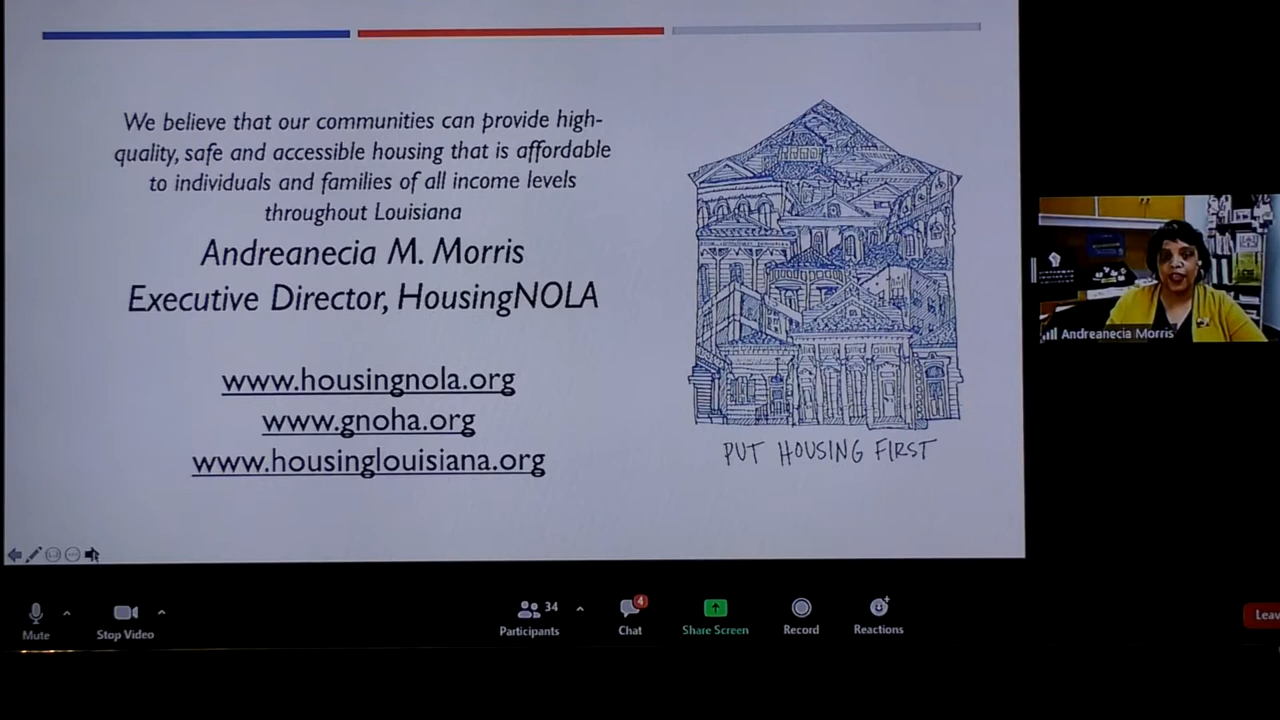 We believe that our communities can provide high-
quality, safe and accessible housing that is affordable
to individuals and families of all income levels
throughout Louisiana
Andreanecia M. Morris
Executive Director, HousingNOLA
www.housingnola.org
www.gnoha.org
www.housinglouisiana.org
PUT HOUSING FIRST
Andreanecia Morris
Mute
Stop Video
34
Participants
4
Chat
Share Screen
Record
Reactions
Leav